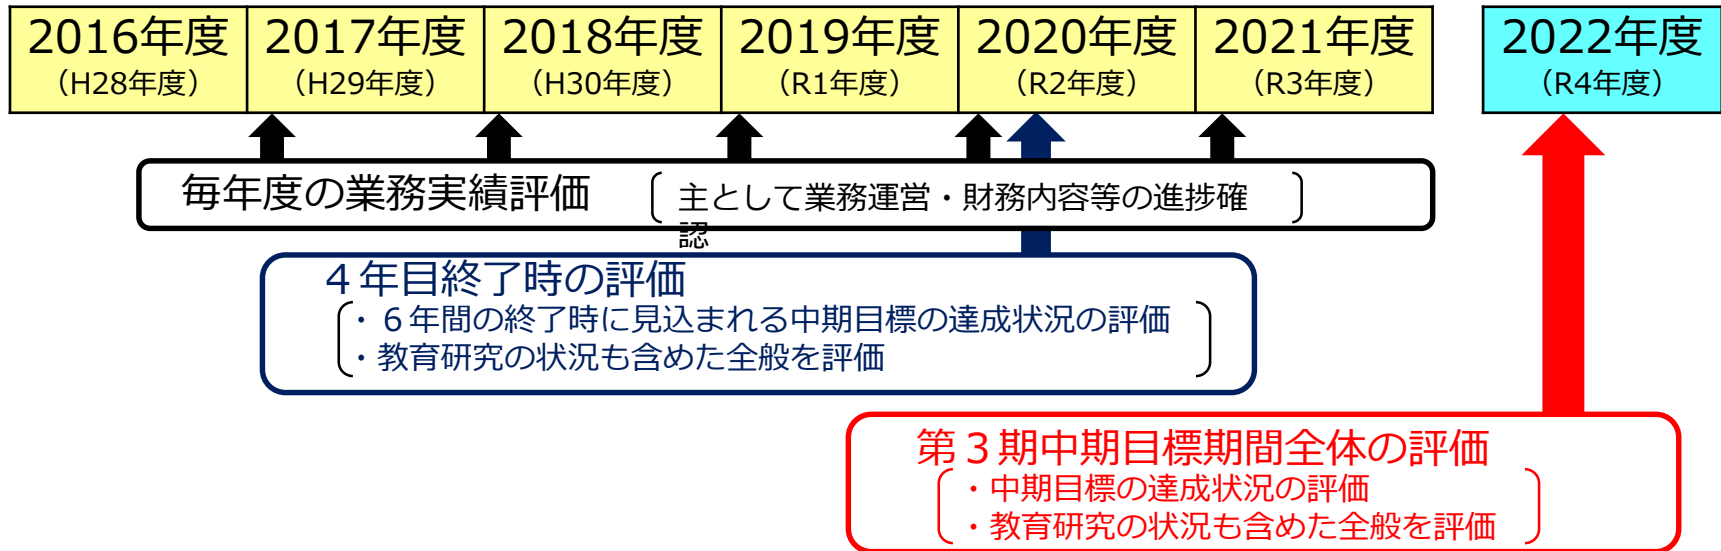 2016年度 2017年度 2018年度 2019年度 2020年度 2021年度 2022年度
（H28年度） （H29年度） （H30年度） （R1年度） （R2年度） （R3年度） （R4年度）
毎年度の業務実績評価
主として業務運営・財務内容等の進捗確
認
４年目終了時の評価
・６年間の終了時に見込まれる中期目標の達成状況の評価
・教育研究の状況も含めた全般を評価
第３期中期目標期間全体の評価
・中期目標の達成状況の評価
・教育研究の状況も含めた全般を評価